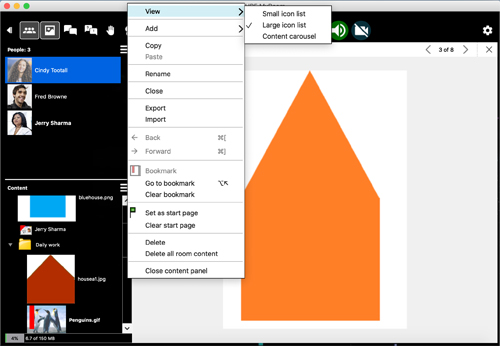 View
Small icon list
Large icon list
Content carousel
Add
Copy
Paste
Rename
Close
Export
Import
Back ⌘[
Forward ⌘]
Bookmark
Go to bookmark ⌥↖
Clear bookmark
Set as start page
Clear start page
Delete
Delete all room content
Close content panel
People: 3
Cindy Tootall
Fred Browne
Jerry Sharma
3 of 8
Content
bluehouse.png
Jerry Sharma
Daily work
housea1.jpg
Penguins.gif
4% 6.7 of 150 MB